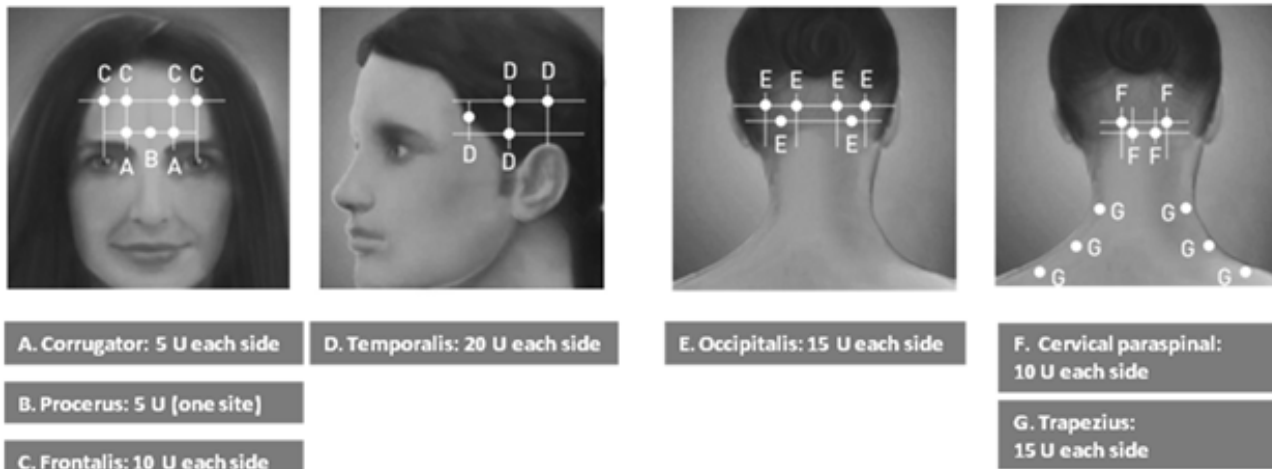 C C C C
A B A
D D
D D
E E E E
E E
F F
F F
G G
G G
G G
A. Corrugator: 5 U each side
B. Procerus: 5 U (one site)
C. Frontalis: 10 U each side
D. Temporalis: 20 U each side
E. Occipitalis: 15 U each side
F. Cervical paraspinal:
10 U each side
G. Trapezius:
15 U each side